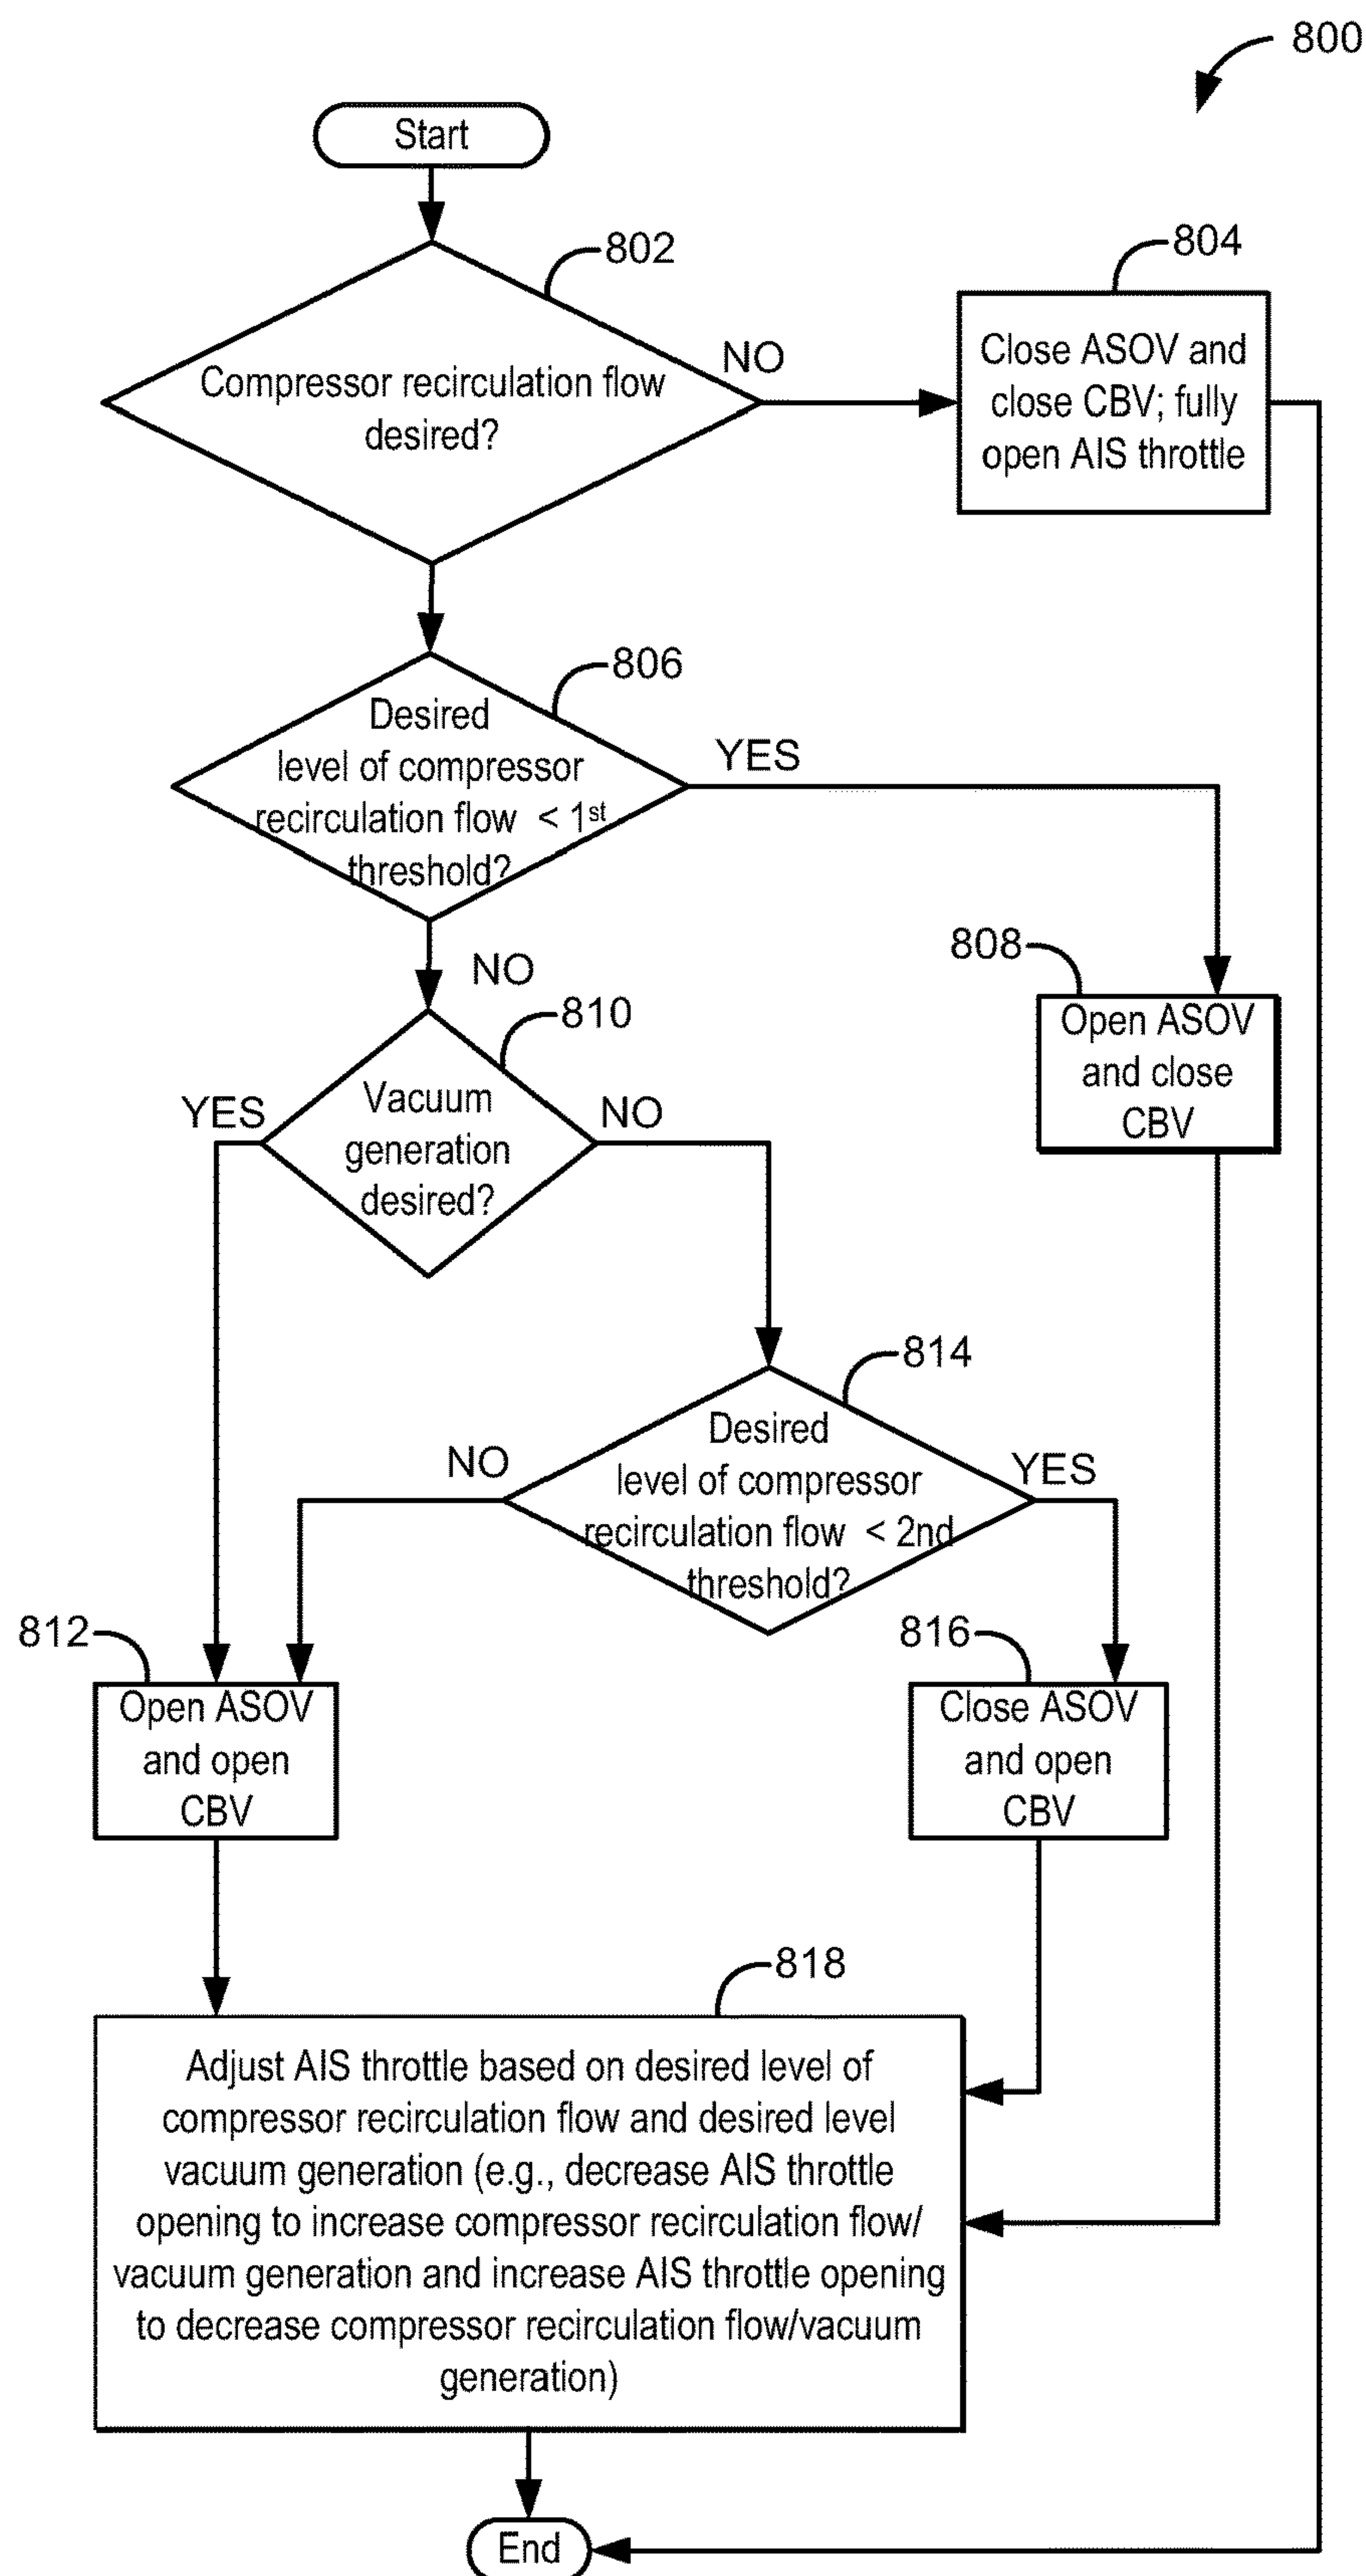 800
Start
802
Compressor recirculation flow
desired?
NO
804
Close ASOV and
close CBV; fully
open AIS throttle
806
Desired
level of compressor
recirculation flow < 1st
threshold?
YES
NO
808
Open ASOV
and close
CBV
810
Vacuum
generation
desired?
YES
NO
814
Desired
level of compressor
recirculation flow < 2nd
threshold?
NO
YES
812
Open ASOV
and open
CBV
816
Close ASOV
and open
CBV
818
Adjust AIS throttle based on desired level of
compressor recirculation flow and desired level
vacuum generation (e.g., decrease AIS throttle
opening to increase compressor recirculation flow/
vacuum generation and increase AIS throttle opening
to decrease compressor recirculation flow/vacuum
generation)
End